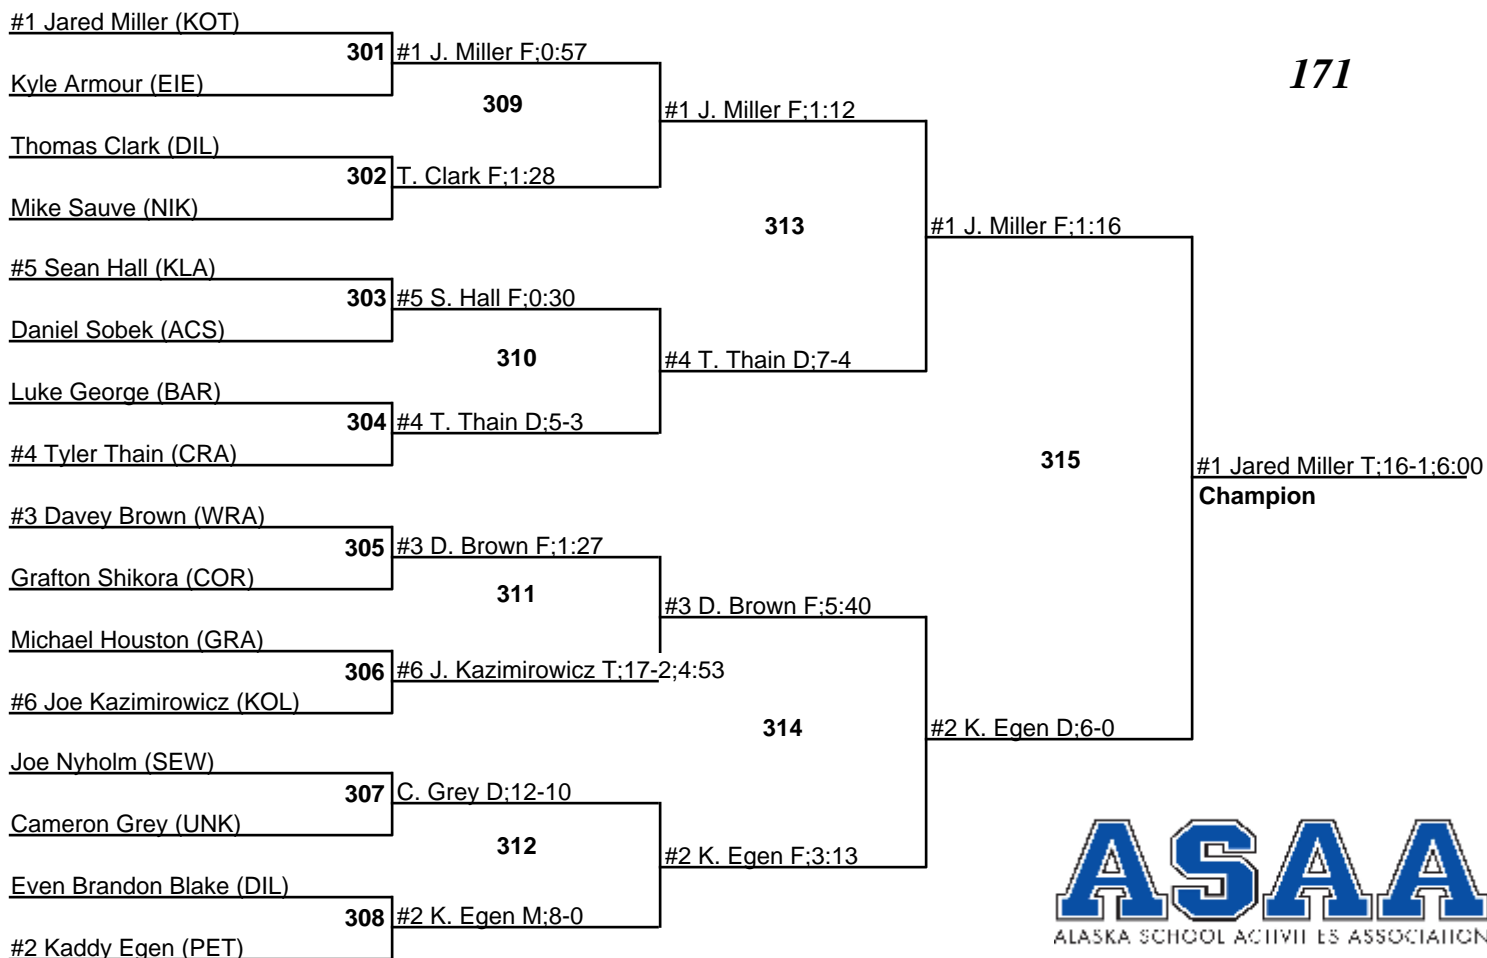 #1 Jared Miller (KOT)
301 #1 J. Miller F;0:57
171
Kyle Armour (EIE)
309
#1 J. Miller F;1:12
Thomas Clark (DIL)
302 T. Clark F;1:28
Mike Sauve (NIK)
313
#1 J. Miller F;1:16
#5 Sean Hall (KLA)
303 #5 S. Hall F;0:30
Daniel Sobek (ACS)
310
#4 T. Thain D;7-4
Luke George (BAR)
304 #4 T. Thain D;5-3
#4 Tyler Thain (CRA)
315
#1 Jared Miller T;16-1;6:00
Champion
#3 Davey Brown (WRA)
305 #3 D. Brown F;1:27
Grafton Shikora (COR)
311
#3 D. Brown F;5:40
Michael Houston (GRA)
306 #6 J. Kazimirowicz T;17-2;4:53
#6 Joe Kazimirowicz (KOL)
314
#2 K. Egen D;6-0
Joe Nyholm (SEW)
307 C. Grey D;12-10
Cameron Grey (UNK)
312
#2 K. Egen F;3:13
Even Brandon Blake (DIL)
308 #2 K. Egen M;8-0
#2 Kaddy Egen (PET)
ASAA
ALASKA SCHOOL ACTIVITIES ASSOCIATION